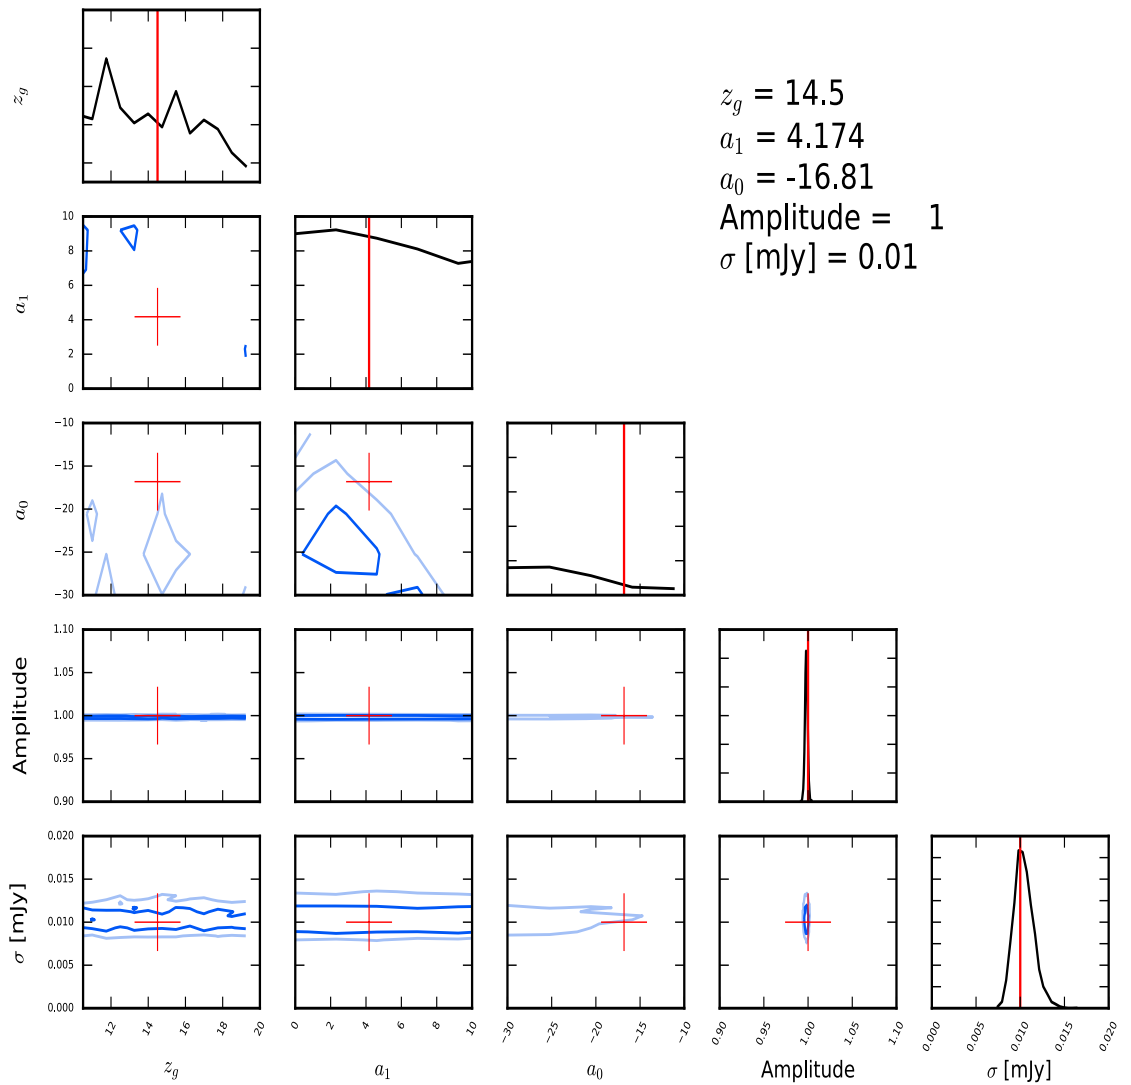 z_g
z_g = 14.5
a_1 = 4.174
a_0 = -16.81
Amplitude = 1
σ [mJy] = 0.01
a_1
10
8
6
4
2
0
a_0
−10
−15
−20
−25
−30
Amplitude
1.10
1.05
1.00
0.95
0.90
σ [mJy]
0.020
0.015
0.010
0.005
0.000
12 14 16 18 20 0 2 4 6 8 10 −30 −25 −20 −15 −10 0.90 0.95 1.00 1.05 1.10 0.000 0.005 0.010 0.015 0.020
z_g a_1 a_0 Amplitude σ [mJy]